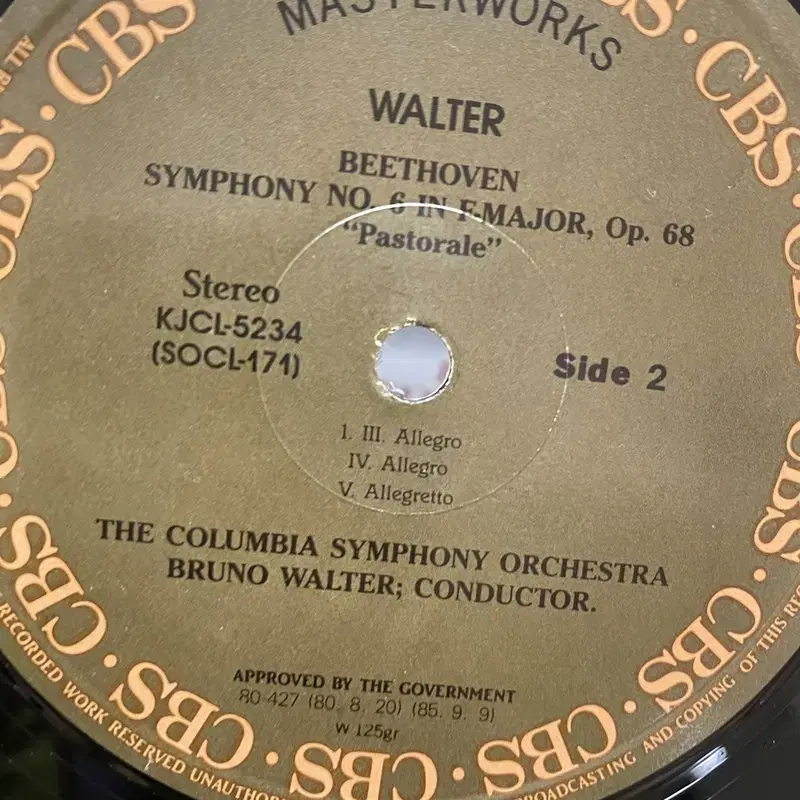 MASTERWORKS
WALTER
BEETHOVEN
SYMPHONY NO. 6 IN F-MAJOR, Op. 68
"Pastorale"
Stereo
KJCL-5234
(SOCL-171)
Side 2
1. III. Allegro
IV. Allegro
V. Allegretto
THE COLUMBIA SYMPHONY ORCHESTRA
BRUNO WALTER; CONDUCTOR.
APPROVED BY THE GOVERNMENT
80-427 (80. 8. 20) (85. 9. 9)
W 125gr
CBS · CBS · CBS · CBS · CBS · CBS · CBS · CBS · CBS · CBS
ALL
RECORDED WORK RESERVED
BROADCASTING AND COPYING OF THIS